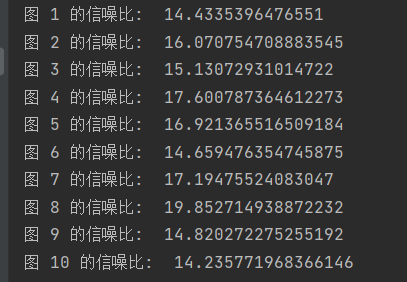 图 1 的信噪比:  14.4335396476551
图 2 的信噪比:  16.070754708883545
图 3 的信噪比:  15.13072931014722
图 4 的信噪比:  17.600787364612273
图 5 的信噪比:  16.921365516509184
图 6 的信噪比:  14.659476354745875
图 7 的信噪比:  17.19475524083047
图 8 的信噪比:  19.852714938872232
图 9 的信噪比:  14.820272275255192
图 10 的信噪比:  14.235771968366146